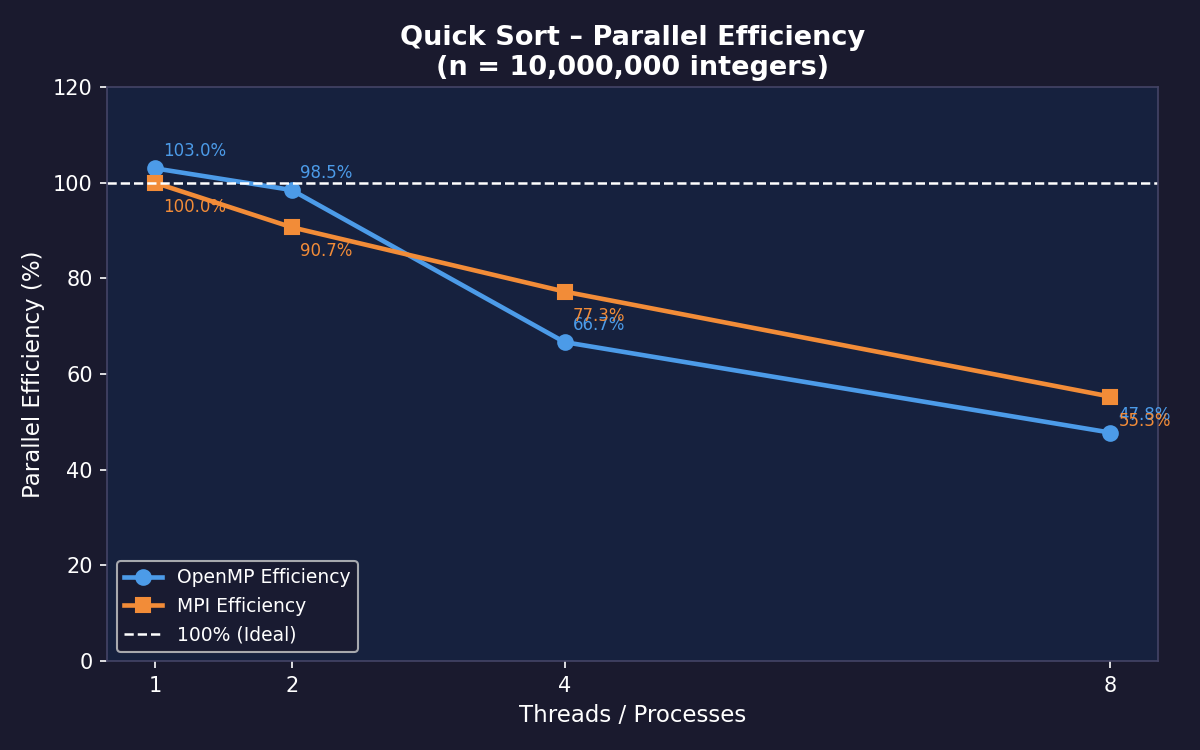 Quick Sort – Parallel Efficiency
(n = 10,000,000 integers)
Parallel Efficiency (%)
120
100
80
60
40
20
0
103.0%
98.5%
100.0%
90.7%
77.3%
66.7%
47.8%
55.3%
OpenMP Efficiency
MPI Efficiency
100% (Ideal)
1
2
4
8
Threads / Processes